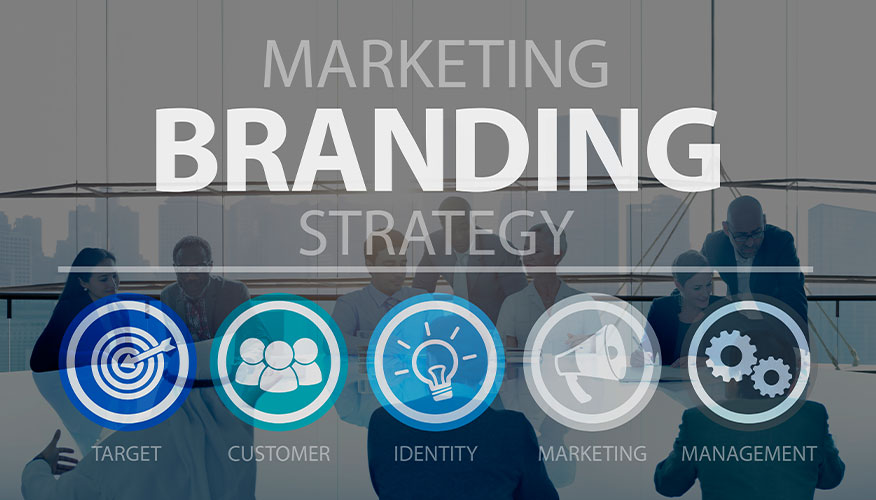 MARKETING
BRANDING
STRATEGY
TARGET
CUSTOMER
IDENTITY
MARKETING
MANAGEMENT